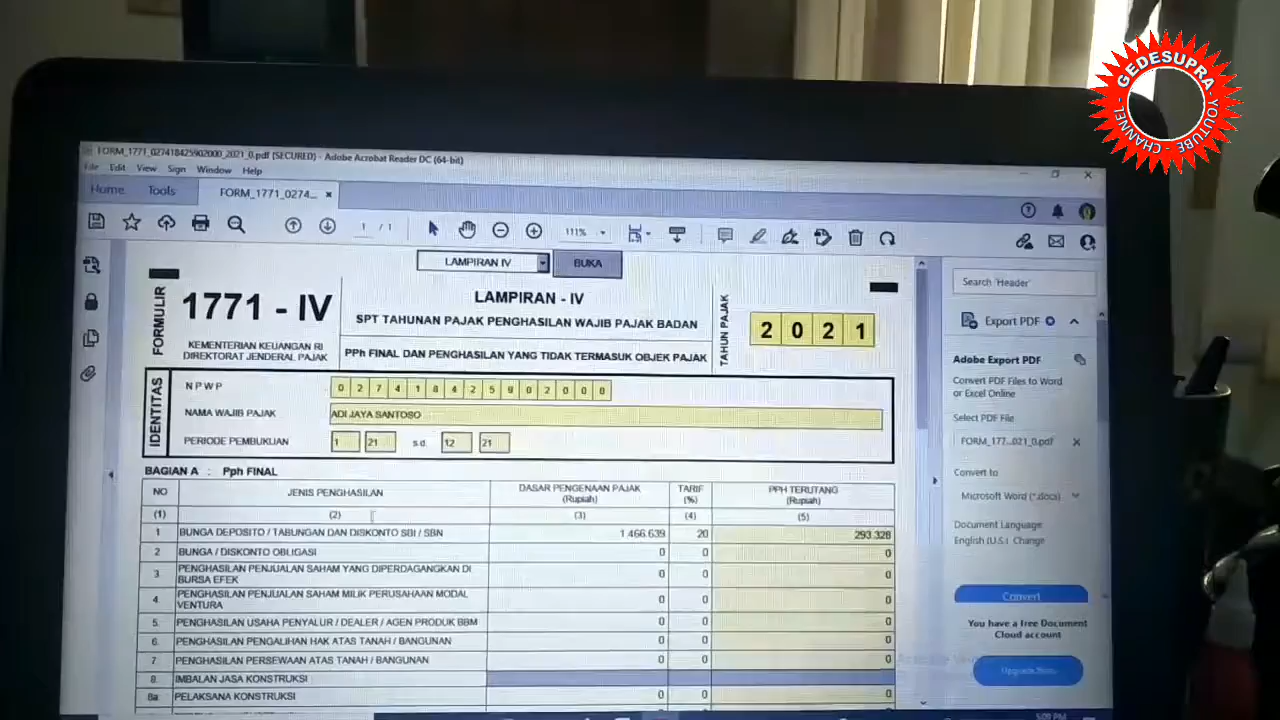 GEDESUPRA - YOUTUBE - CHANNEL -
FORM_1771_027418425902000_2021_0.pdf (SECURED) - Adobe Acrobat Reader DC (64-bit)
File Edit View Sign Window Help
Home Tools FORM_1771_0274... ×
1 / 1 111%
LAMPIRAN IV BUKA
Search 'Header'
FORMULIR
1771 - IV
KEMENTERIAN KEUANGAN RI
DIREKTORAT JENDERAL PAJAK
LAMPIRAN - IV
SPT TAHUNAN PAJAK PENGHASILAN WAJIB PAJAK BADAN
PPh FINAL DAN PENGHASILAN YANG TIDAK TERMASUK OBJEK PAJAK
TAHUN PAJAK
2 0 2 1
IDENTITAS
N P W P 0 2 7 4 1 8 4 2 5 9 0 2 0 0 0
NAMA WAJIB PAJAK ADI JAYA SANTOSO
PERIODE PEMBUKUAN 1 21 s.d. 12 21
BAGIAN A : Pph FINAL
NO JENIS PENGHASILAN DASAR PENGENAAN PAJAK (Rupiah) TARIF (%) PPH TERUTANG (Rupiah)
(1) (2) (3) (4) (5)
1 BUNGA DEPOSITO / TABUNGAN DAN DISKONTO SBI / SBN 1.466.639 20 293.328
2 BUNGA / DISKONTO OBLIGASI 0 0 0
3 PENGHASILAN PENJUALAN SAHAM YANG DIPERDAGANGKAN DI
BURSA EFEK 0 0 0
4 PENGHASILAN PENJUALAN SAHAM MILIK PERUSAHAAN MODAL
VENTURA 0 0 0
5. PENGHASILAN USAHA PENYALUR / DEALER / AGEN PRODUK BBM 0 0 0
6. PENGHASILAN PENGALIHAN HAK ATAS TANAH / BANGUNAN 0 0 0
7 PENGHASILAN PERSEWAAN ATAS TANAH / BANGUNAN 0 0 0
8. IMBALAN JASA KONSTRUKSI
8a PELAKSANA KONSTRUKSI 0 0 0
Export PDF
Adobe Export PDF
Convert PDF Files to Word
or Excel Online
Select PDF File
FORM_177...021_0.pdf ×
Convert to
Microsoft Word (*.docx)
Document Language:
English (U.S.) Change
Convert
You have a free Document
Cloud account
Upgrade Now
5:09 PM